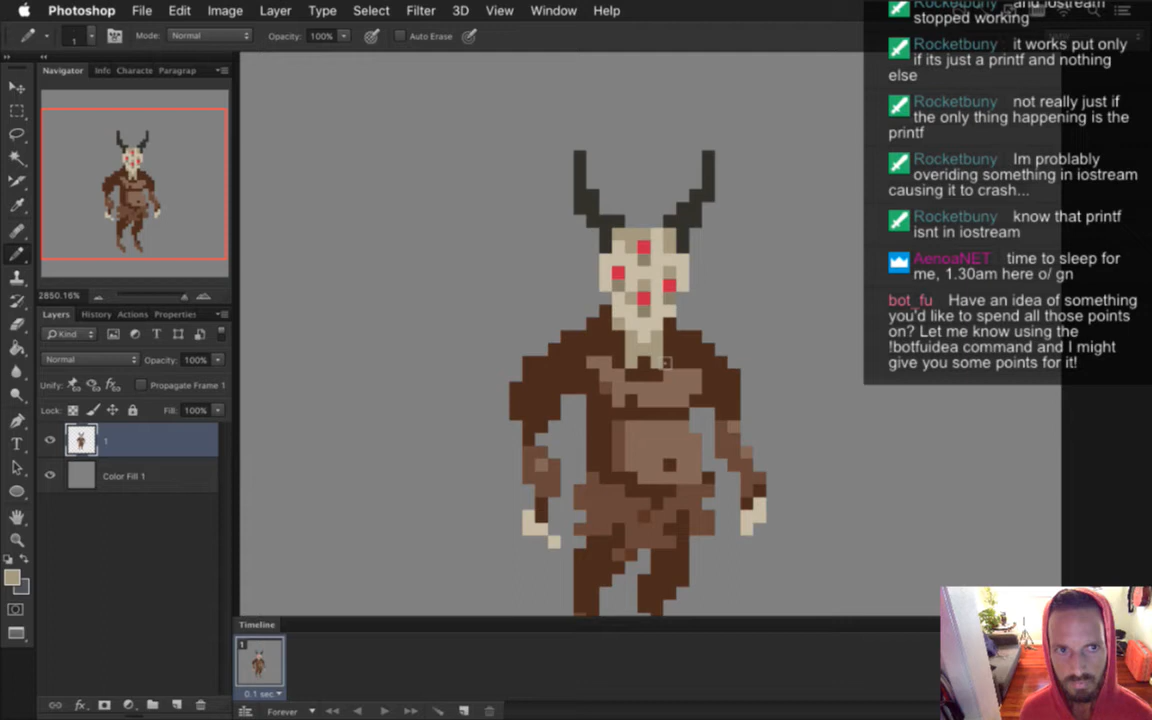 Photoshop File Edit Image Layer Type Select Filter 3D View Window Help
Mode: Normal Opacity: 100% Auto Erase
Navigator Info Characte Paragrap
2850.16%
Layers History Actions Properties
Kind
Normal Opacity: 100%
Unify: Propagate Frame 1
Lock: Fill: 100%
1
Color Fill 1
Timeline
1
0.1 sec.
Forever
Rocketbuny and iostream
stopped working
Rocketbuny it works put only
if its just a printf and nothing
else
Rocketbuny not really just if
the only thing happening is the
printf
Rocketbuny Im problably
overiding something in iostream
causing it to crash...
Rocketbuny know that printf
isnt in iostream
AenoaNET time to sleep for
me, 1.30am here o/ gn
bot_fu Have an idea of something
you'd like to spend all those points
on? Let me know using the
!botfuidea command and I might
give you some points for it!